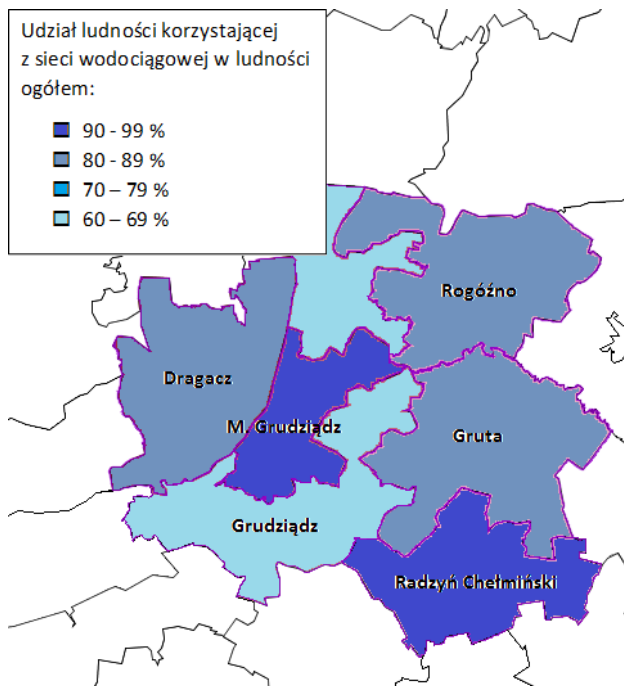 Udział ludności korzystającej
z sieci wodociągowej w ludności
ogółem:
90 - 99 %
80 - 89 %
70 – 79 %
60 – 69 %
Rogóźno
Dragacz
M. Grudziądz
Gruta
Grudziądz
Radzyń Chełmiński